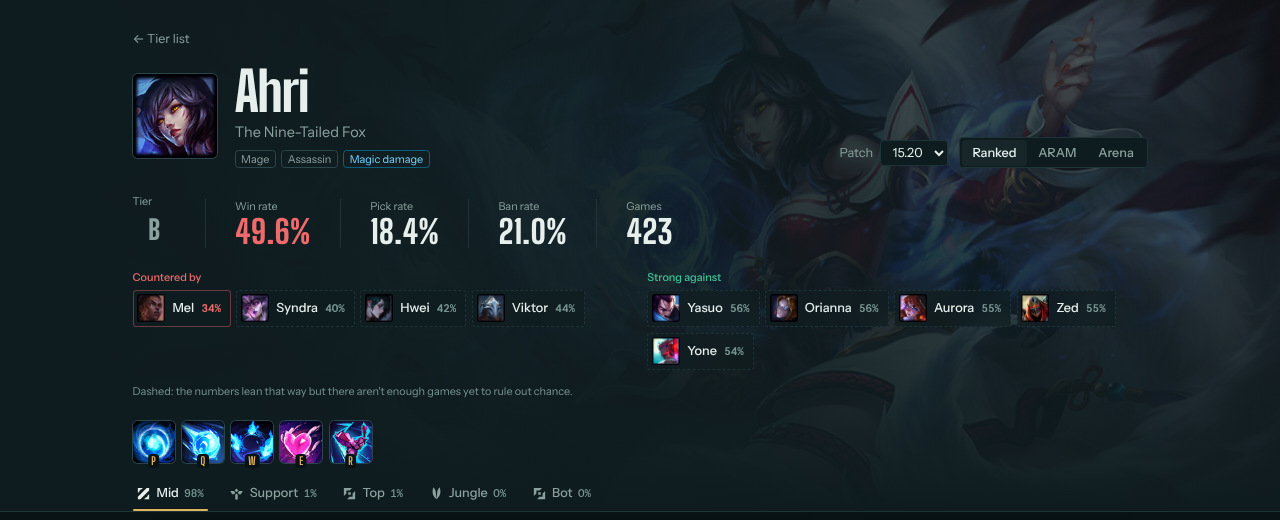 ← Tier list
Ahri
The Nine-Tailed Fox
Mage Assassin Magic damage
Patch 15.20 Ranked ARAM Arena
Tier Win rate Pick rate Ban rate Games
B 49.6% 18.4% 21.0% 423
Countered by
Mel 34% Syndra 40% Hwei 42% Viktor 44%
Strong against
Yasuo 56% Orianna 56% Aurora 55% Zed 55%
Yone 54%
Dashed: the numbers lean that way but there aren't enough games yet to rule out chance.
P Q W E R
Mid 98% Support 1% Top 1% Jungle 0% Bot 0%